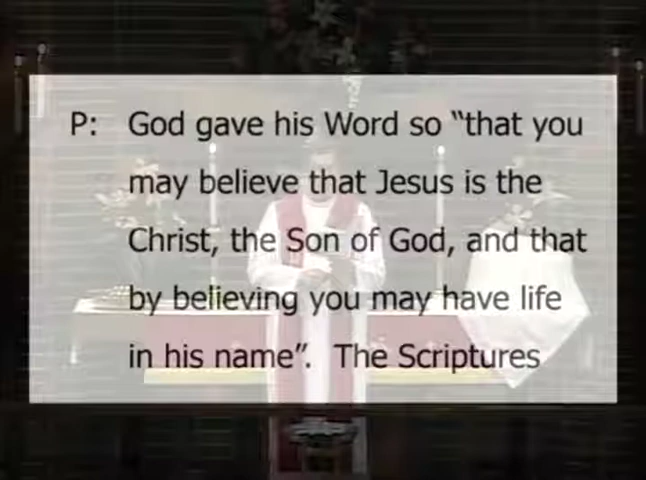 P: God gave his Word so “that you
may believe that Jesus is the
Christ, the Son of God, and that
by believing you may have life
in his name”. The Scriptures